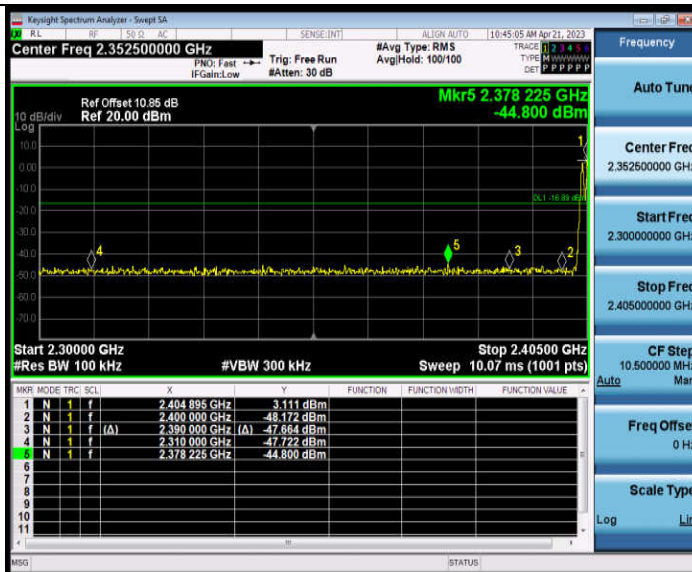 Keysight Spectrum Analyzer - Swept SA
RL RF 50 Ω AC SENSE:INT ALIGN AUTO 10:45:05 AM Apr 21, 2023
Center Freq 2.352500000 GHz
PNO: Fast
IFGain:Low
Trig: Free Run
#Atten: 30 dB
#Avg Type: RMS
Avg|Hold: 100/100
TRACE 1 2 3 4 5 6
TYPE M WWWWW
DET P P P P P P
Frequency
Auto Tune
Center Freq
2.352500000 GHz
Start Freq
2.300000000 GHz
Stop Freq
2.405000000 GHz
CF Step
10.500000 MHz
Auto Man
Freq Offset
0 Hz
Scale Type
Log Lin
Ref Offset 10.85 dB
Ref 20.00 dBm
10 dB/div
Log
Mkr5 2.378 225 GHz
-44.800 dBm
10.0
0.00
-10.0
-20.0
-30.0
-40.0
-50.0
-60.0
-70.0
DL1 -16.89 dBm
1
4
5
3
2
Start 2.30000 GHz
#Res BW 100 kHz
#VBW 300 kHz
Stop 2.40500 GHz
Sweep 10.07 ms (1001 pts)
MKR MODE TRC SCL X Y FUNCTION FUNCTION WIDTH FUNCTION VALUE
1 N 1 f 2.404 895 GHz 3.111 dBm
2 N 1 f 2.400 000 GHz -48.172 dBm
3 N 1 f (Δ) 2.390 000 GHz (Δ) -47.664 dBm
4 N 1 f 2.310 000 GHz -47.722 dBm
5 N 1 f 2.378 225 GHz -44.800 dBm
6
7
8
9
10
11
MSG STATUS